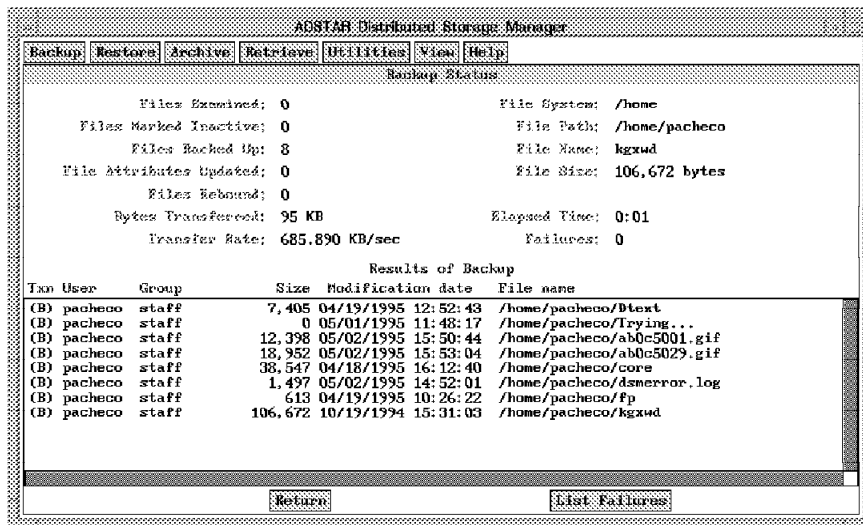 ADSTAR Distributed Storage Manager
Backup Restore Archive Retrieve Utilities View Help
Backup Status
Files Examined: 0 File System: /home
Files Marked Inactive: 0 File Path: /home/pacheco
Files Backed Up: 8 File Name: kgxwd
File Attributes Updated: 0 File Size: 106,672 bytes
Files Rebound: 0
Bytes Transferred: 95 KB Elapsed Time: 0:01
Transfer Rate: 685.890 KB/sec Failures: 0
Results of Backup
Txn User Group Size Modification date File name
(B) pacheco staff 7,405 04/19/1995 12:52:43 /home/pacheco/Dtext
(B) pacheco staff 0 05/01/1995 11:48:17 /home/pacheco/Trying...
(B) pacheco staff 12,398 05/02/1995 15:50:44 /home/pacheco/ab0c5001.gif
(B) pacheco staff 18,952 05/02/1995 15:53:04 /home/pacheco/ab0c5029.gif
(B) pacheco staff 38,547 04/18/1995 16:12:40 /home/pacheco/core
(B) pacheco staff 1,497 05/02/1995 14:52:01 /home/pacheco/dsmerror.log
(B) pacheco staff 613 04/19/1995 10:26:22 /home/pacheco/fp
(B) pacheco staff 106,672 10/19/1994 15:31:03 /home/pacheco/kgxwd
Return List Failures